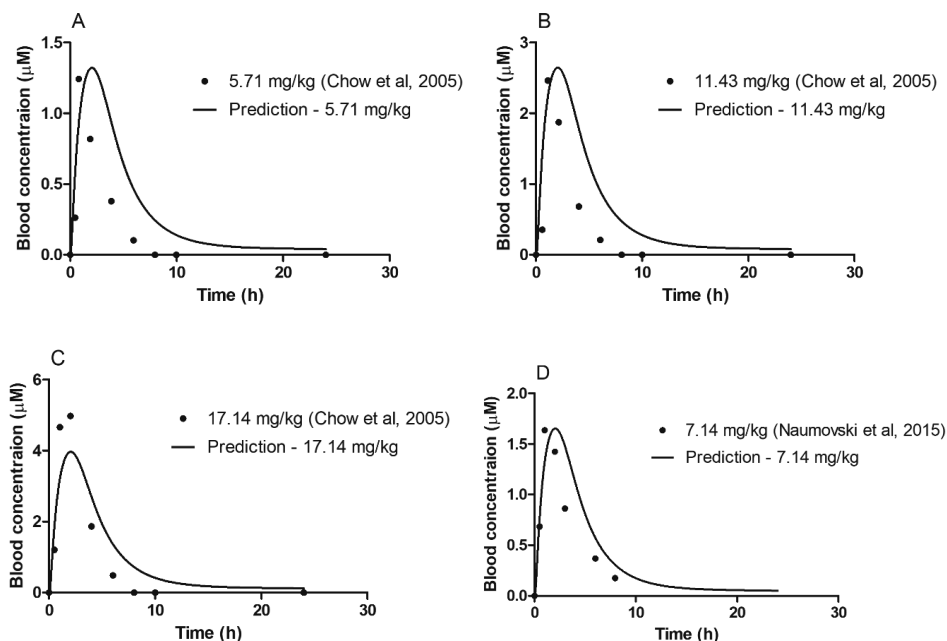 A
Blood concentraion (µM)
1.5
1.0
0.5
0.0
0
10
20
30
Time (h)
5.71 mg/kg (Chow et al, 2005)
Prediction - 5.71 mg/kg
B
Blood concentraion (µM)
3
2
1
0
0
10
20
30
Time (h)
11.43 mg/kg (Chow et al, 2005)
Prediction - 11.43 mg/kg
C
Blood concentraion (µM)
6
4
2
0
0
10
20
30
Time (h)
17.14 mg/kg (Chow et al, 2005)
Prediction - 17.14 mg/kg
D
Blood concentraion (µM)
2.0
1.5
1.0
0.5
0.0
0
10
20
30
Time (h)
7.14 mg/kg (Naumovski et al, 2015)
Prediction - 7.14 mg/kg